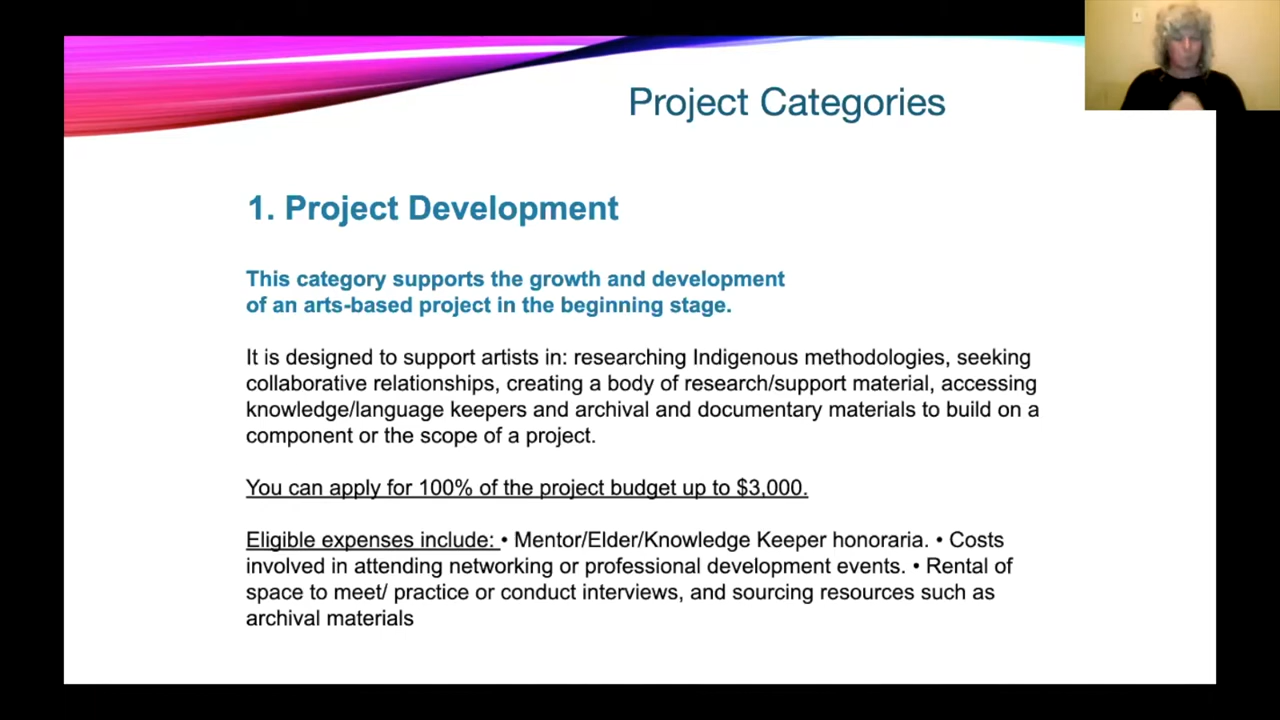 Project Categories
1. Project Development
This category supports the growth and development
of an arts-based project in the beginning stage.
It is designed to support artists in: researching Indigenous methodologies, seeking
collaborative relationships, creating a body of research/support material, accessing
knowledge/language keepers and archival and documentary materials to build on a
component or the scope of a project.
You can apply for 100% of the project budget up to $3,000.
Eligible expenses include: • Mentor/Elder/Knowledge Keeper honoraria. • Costs
involved in attending networking or professional development events. • Rental of
space to meet/ practice or conduct interviews, and sourcing resources such as
archival materials